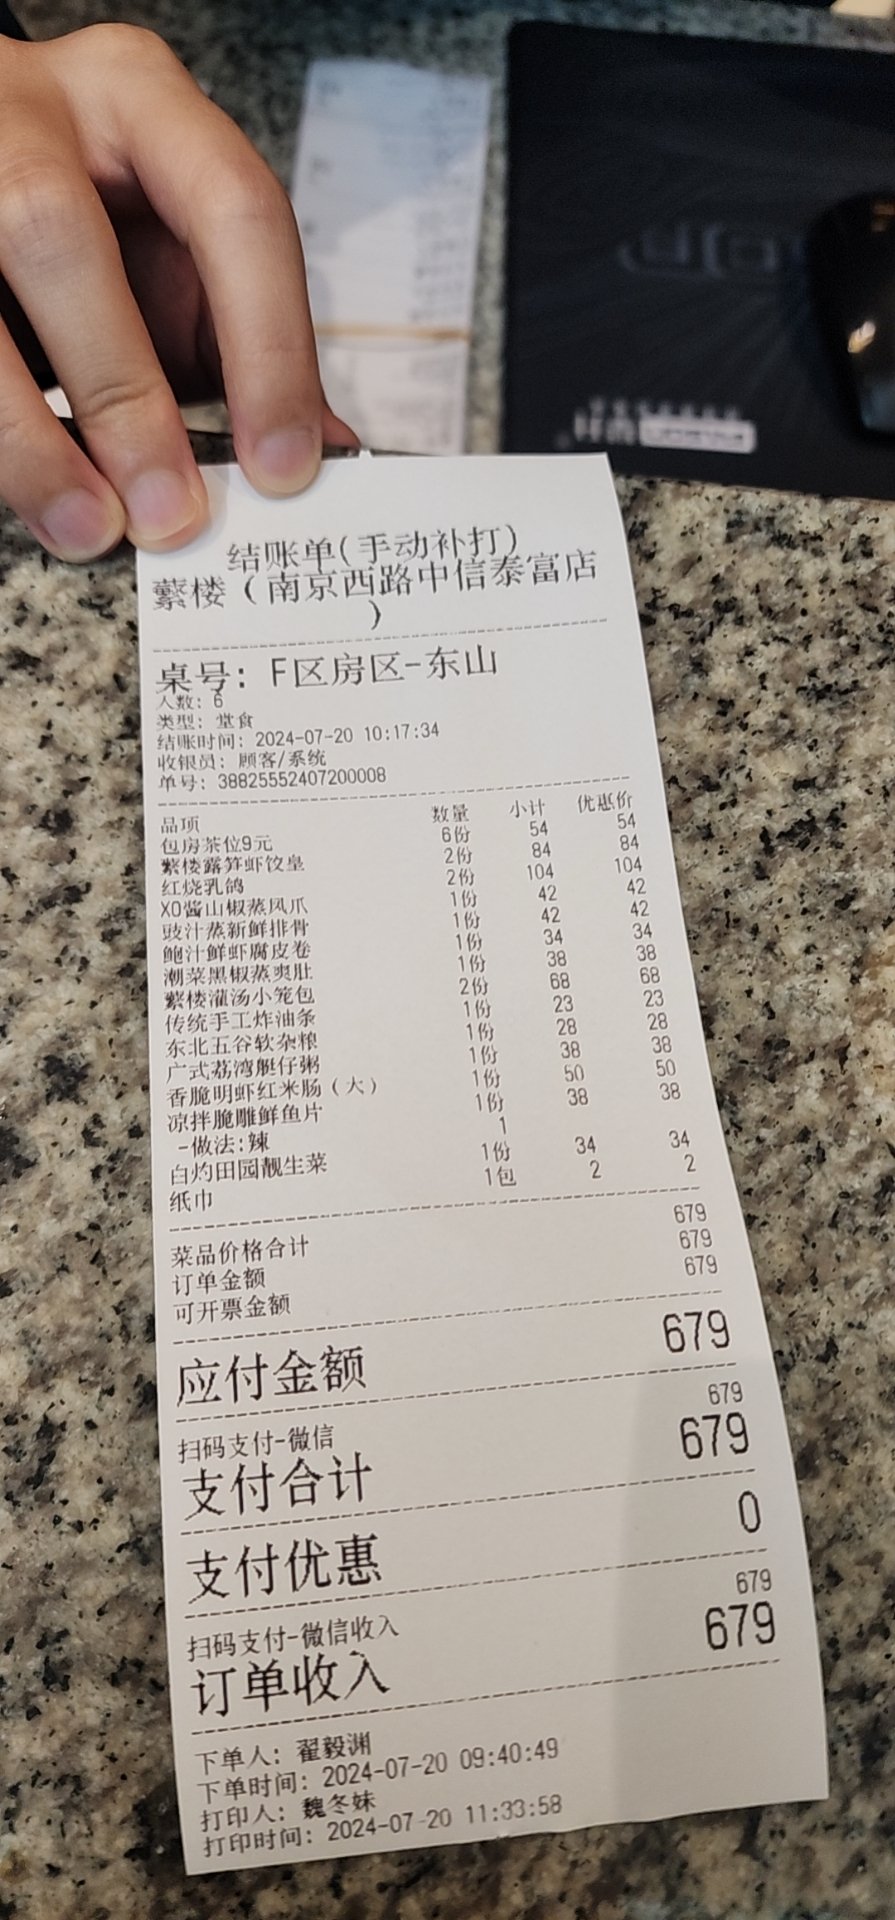 结账单(手动补打)
蘩楼（南京西路中信泰富店
）
桌号: F区房区-东山
人数: 6
类型: 堂食
结账时间: 2024-07-20 10:17:34
收银员: 顾客/系统
单号: 38825552407200008
品项 数量 小计 优惠价
包房茶位9元 6份 54 54
蘩楼露笋虾饺皇 2份 84 84
红烧乳鸽 2份 104 104
XO酱山椒蒸凤爪 1份 42 42
豉汁蒸新鲜排骨 1份 42 42
鲍汁鲜虾腐皮卷 1份 34 34
潮菜黑椒蒸爽肚 1份 38 38
蘩楼灌汤小笼包 2份 68 68
传统手工炸油条 1份 23 23
东北五谷软杂粮 1份 28 28
广式荔湾艇仔粥 1份 38 38
香脆明虾红米肠（大） 1份 50 50
凉拌脆雕鲜鱼片 1份 38 38
-做法:辣 1
白灼田园靓生菜 1份 34 34
纸巾 1包 2 2
菜品价格合计 679
订单金额 679
可开票金额 679
应付金额 679
扫码支付-微信 679
支付合计 679
支付优惠 0
扫码支付-微信收入 679
订单收入 679
下单人: 翟毅渊
下单时间: 2024-07-20 09:40:49
打印人: 魏冬妹
打印时间: 2024-07-20 11:33:58